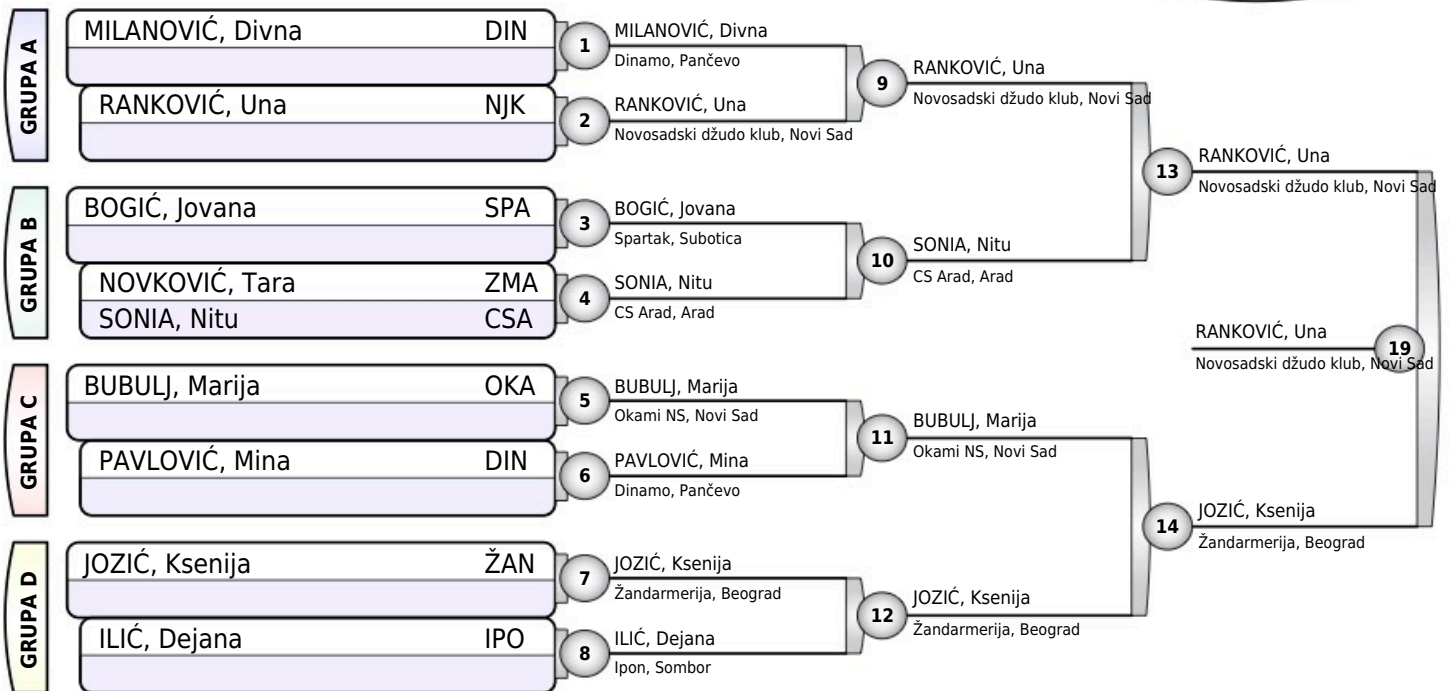 GRUPA A
MILANOVIĆ, Divna DIN
RANKOVIĆ, Una NJK
GRUPA B
BOGIĆ, Jovana SPA
NOVKOVIĆ, Tara ZMA
SONIA, Nitu CSA
GRUPA C
BUBULJ, Marija OKA
PAVLOVIĆ, Mina DIN
GRUPA D
JOZIĆ, Ksenija ŽAN
ILIĆ, Dejana IPO
1
MILANOVIĆ, Divna
Dinamo, Pančevo
2
RANKOVIĆ, Una
Novosadski džudo klub, Novi Sad
3
BOGIĆ, Jovana
Spartak, Subotica
4
SONIA, Nitu
CS Arad, Arad
5
BUBULJ, Marija
Okami NS, Novi Sad
6
PAVLOVIĆ, Mina
Dinamo, Pančevo
7
JOZIĆ, Ksenija
Žandarmerija, Beograd
8
ILIĆ, Dejana
Ipon, Sombor
9
RANKOVIĆ, Una
Novosadski džudo klub, Novi Sad
10
SONIA, Nitu
CS Arad, Arad
11
BUBULJ, Marija
Okami NS, Novi Sad
12
JOZIĆ, Ksenija
Žandarmerija, Beograd
13
RANKOVIĆ, Una
Novosadski džudo klub, Novi Sad
14
JOZIĆ, Ksenija
Žandarmerija, Beograd
RANKOVIĆ, Una
19
Novosadski džudo klub, Novi Sad